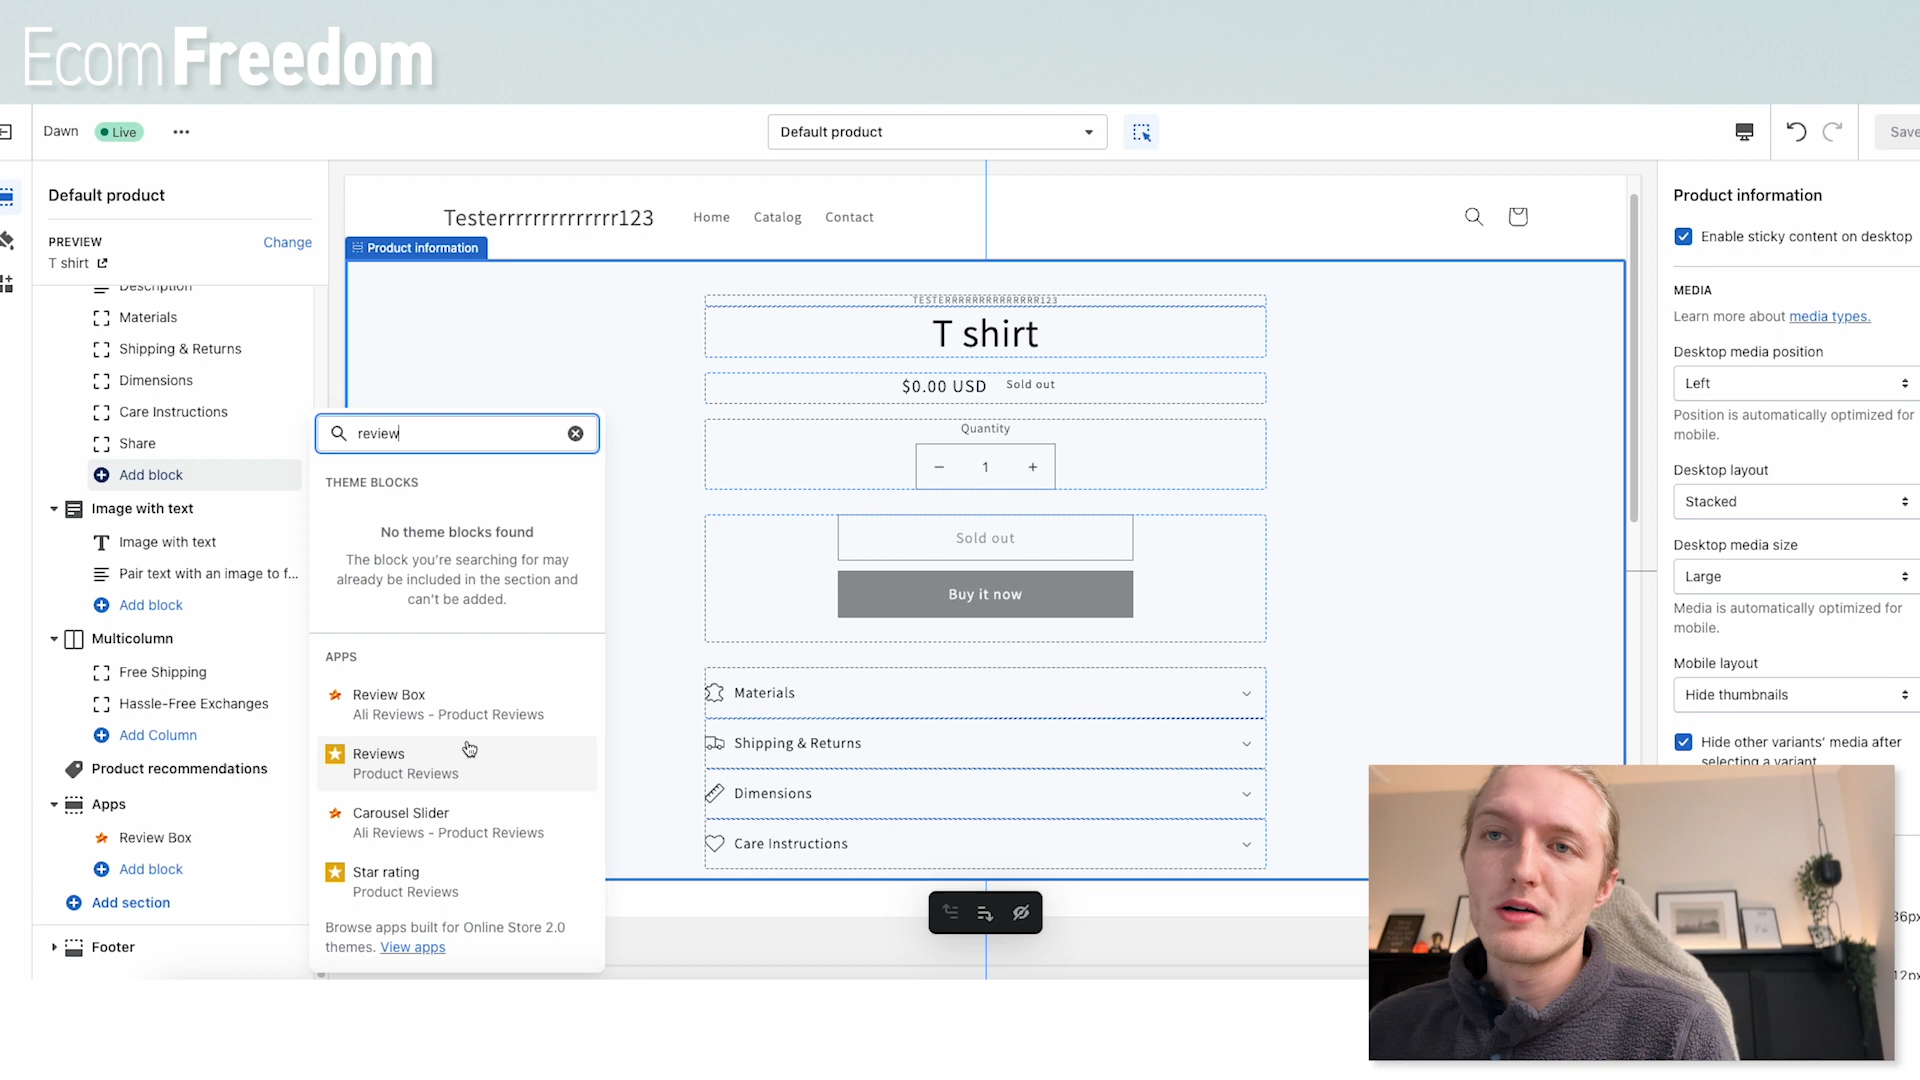 Ecom Freedom
Dawn
Live
Default product
Save
Default product
PREVIEW
Change
T shirt
Description
Materials
Shipping & Returns
Dimensions
Care Instructions
Share
Add block
Image with text
Image with text
Pair text with an image to f...
Add block
Multicolumn
Free Shipping
Hassle-Free Exchanges
Add Column
Product recommendations
Apps
Review Box
Add block
Add section
Footer
review
THEME BLOCKS
No theme blocks found
The block you're searching for may
already be included in the section and
can't be added.
APPS
Review Box
Ali Reviews - Product Reviews
Reviews
Product Reviews
Carousel Slider
Ali Reviews - Product Reviews
Star rating
Product Reviews
Browse apps built for Online Store 2.0
themes. View apps
Testerrrrrrrrrrrrrr123
Home
Catalog
Contact
Product information
TESTERRRRRRRRRRRRRR123
T shirt
$0.00 USD
Sold out
Quantity
1
Sold out
Buy it now
Materials
Shipping & Returns
Dimensions
Care Instructions
Product information
Enable sticky content on desktop
MEDIA
Learn more about media types.
Desktop media position
Left
Position is automatically optimized for
mobile.
Desktop layout
Stacked
Desktop media size
Large
Media is automatically optimized for
mobile.
Mobile layout
Hide thumbnails
Hide other variants' media after
selecting a variant
36px
12px